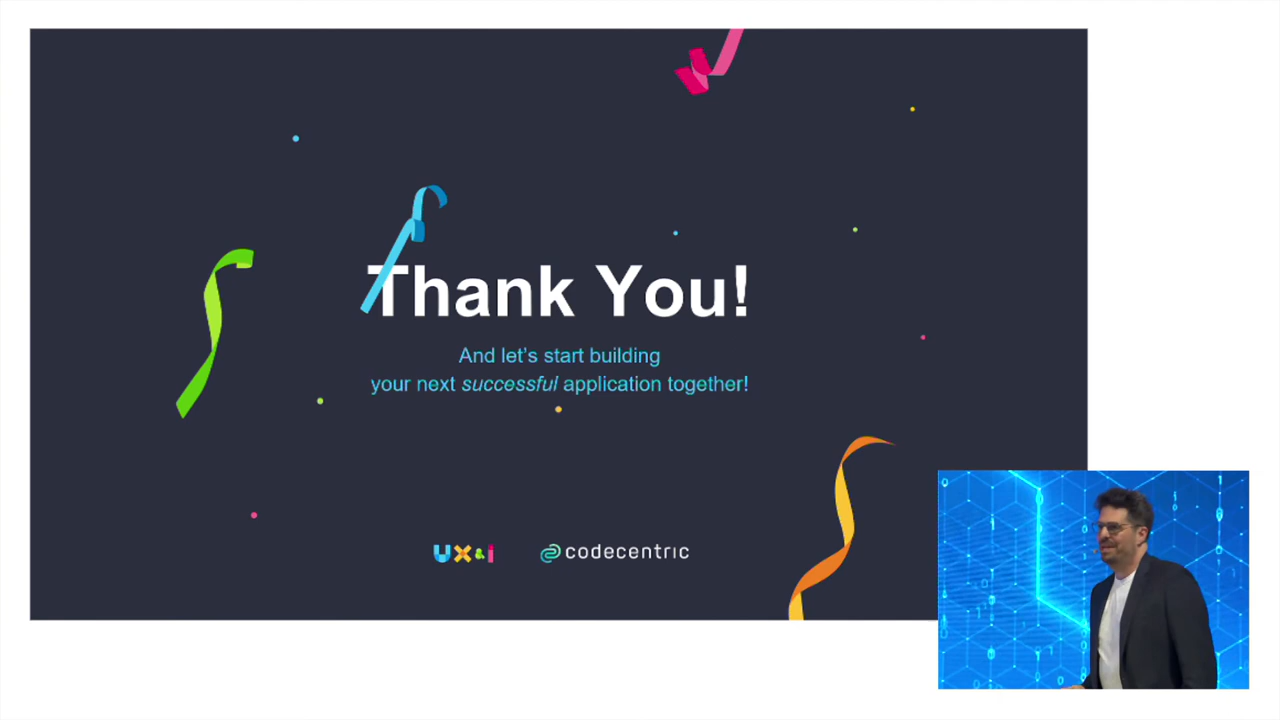 Thank You!
And let's start building
your next successful application together!
UX&I codecentric